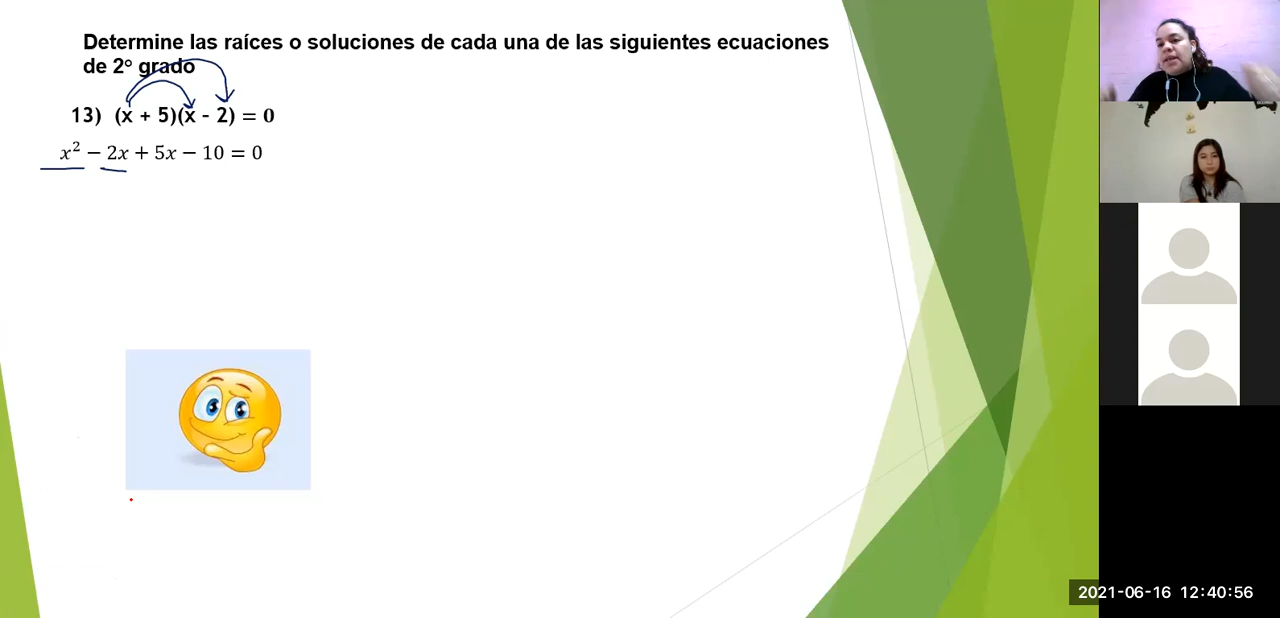 Determine las raíces o soluciones de cada una de las siguientes ecuaciones
de 2° grado
13) (x + 5)(x - 2) = 0
x² − 2x + 5x − 10 = 0
2021-06-16 12:40:56